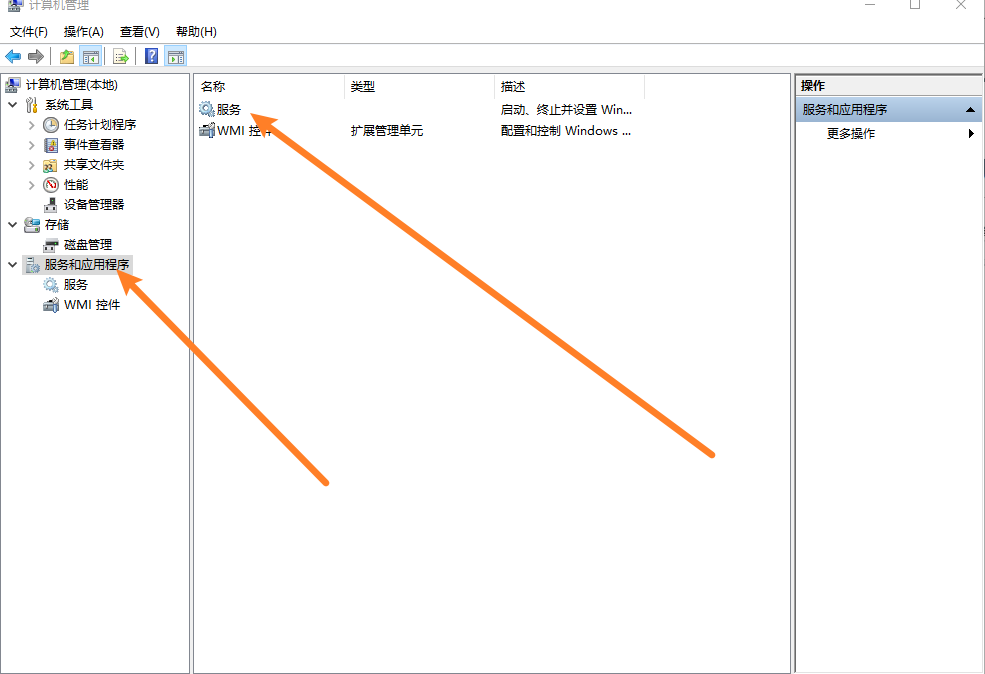 计算机管理
文件(F) 操作(A) 查看(V) 帮助(H)
计算机管理(本地)
系统工具
任务计划程序
事件查看器
共享文件夹
性能
设备管理器
存储
磁盘管理
服务和应用程序
服务
WMI 控件
名称 类型 描述
服务 启动、终止并设置 Win...
WMI 控件 扩展管理单元 配置和控制 Windows ...
操作
服务和应用程序
更多操作